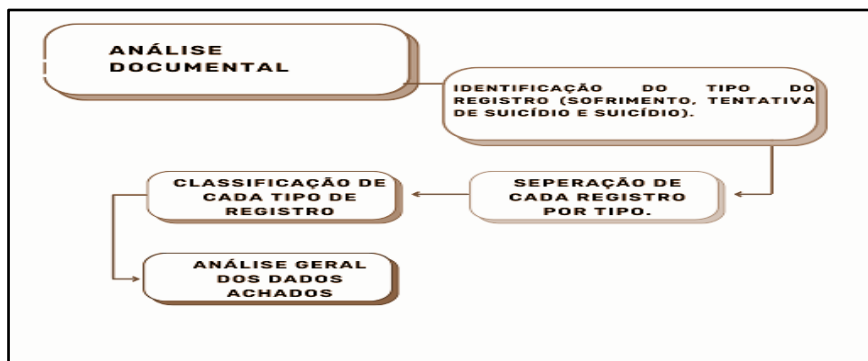 ANÁLISE
DOCUMENTAL
IDENTIFICAÇÃO DO TIPO DO
REGISTRO (SOFRIMENTO, TENTATIVA
DE SUICÍDIO E SUICÍDIO).
SEPERAÇÃO DE
CADA REGISTRO
POR TIPO.
CLASSIFICAÇÃO DE
CADA TIPO DE
REGISTRO
ANÁLISE GERAL
DOS DADOS
ACHADOS